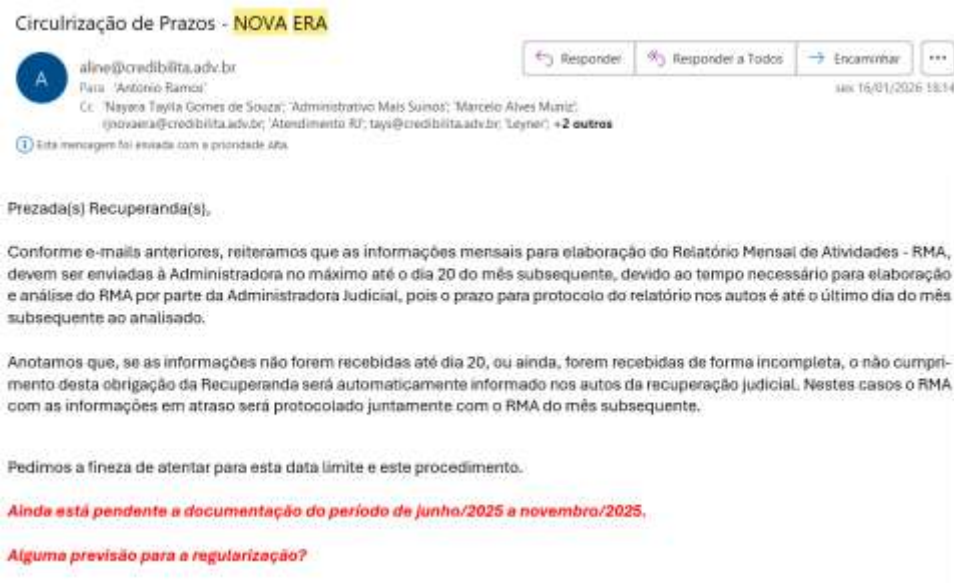 Circulrização de Prazos - NOVA ERA
A
aline@credibilita.adv.br
Para 'Antonio Ramos'
Cc 'Nayara Taylla Gomes de Souza'; 'Administrativo Mais Suinos'; 'Marcelo Alves Muniz';
rjnovaera@credibilita.adv.br; 'Atendimento RJ'; tays@credibilita.adv.br; 'Leyner'; +2 outros
Responder
Responder a Todos
Encaminhar
...
sex 16/01/2026 18:14
Esta mensagem foi enviada com a prioridade Alta.
Prezada(s) Recuperanda(s),
Conforme e-mails anteriores, reiteramos que as informações mensais para elaboração do Relatório Mensal de Atividades - RMA,
devem ser enviadas à Administradora no máximo até o dia 20 do mês subsequente, devido ao tempo necessário para elaboração
e análise do RMA por parte da Administradora Judicial, pois o prazo para protocolo do relatório nos autos é até o último dia do mês
subsequente ao analisado.
Anotamos que, se as informações não forem recebidas até dia 20, ou ainda, forem recebidas de forma incompleta, o não cumpri-
mento desta obrigação da Recuperanda será automaticamente informado nos autos da recuperação judicial. Nestes casos o RMA
com as informações em atraso será protocolado juntamente com o RMA do mês subsequente.
Pedimos a fineza de atentar para esta data limite e este procedimento.
Ainda está pendente a documentação do período de junho/2025 a novembro/2025.
Alguma previsão para a regularização?